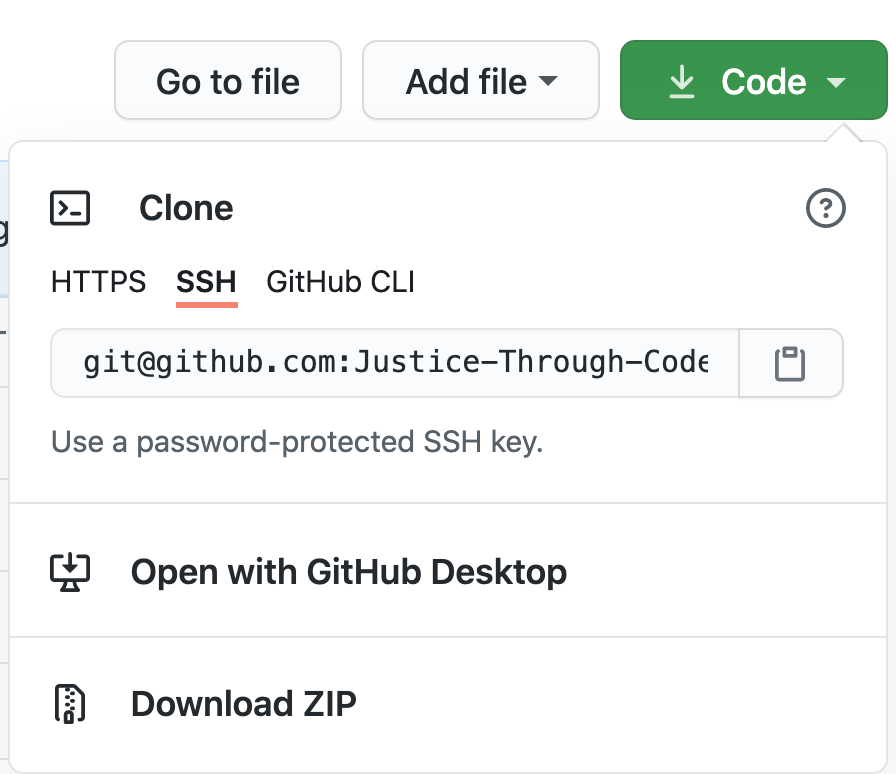 Go to file Add file Code
Clone
HTTPS SSH GitHub CLI
git@github.com:Justice-Through-Code
Use a password-protected SSH key.
Open with GitHub Desktop
Download ZIP